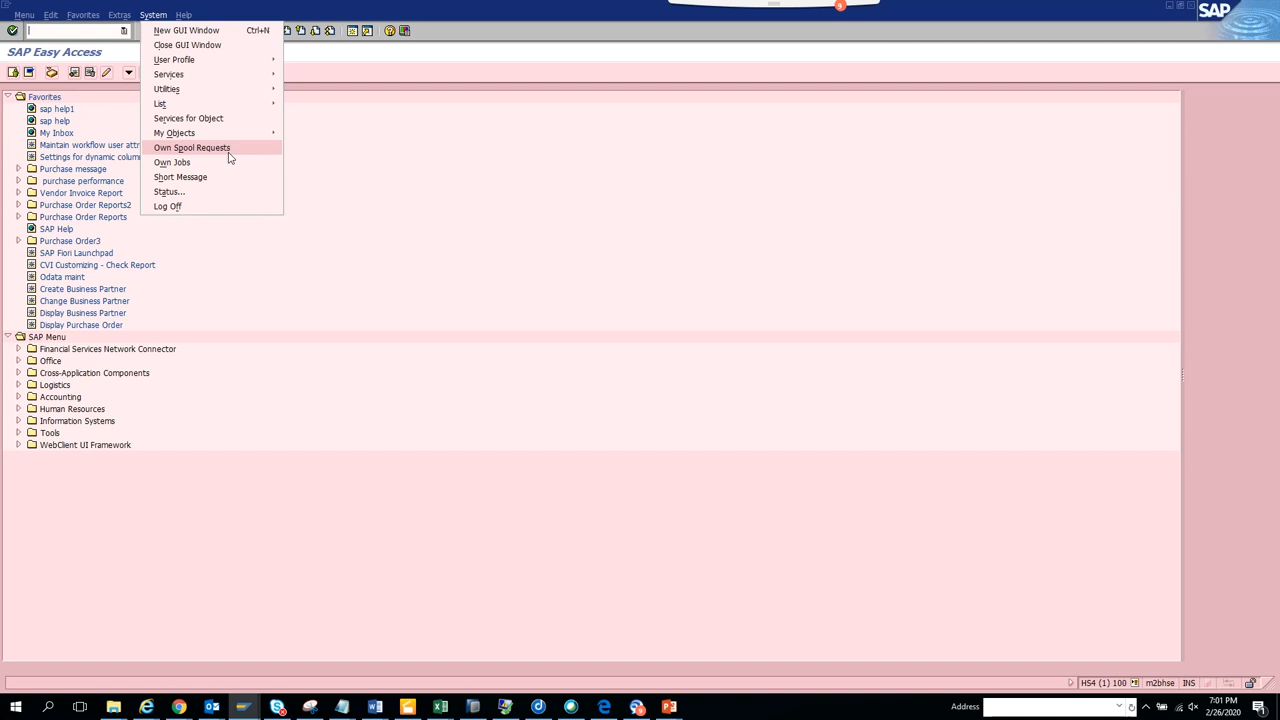 Menu Edit Favorites Extras System Help
SAP
SAP Easy Access
New GUI Window Ctrl+N
Close GUI Window
User Profile
Services
Utilities
List
Services for Object
My Objects
Own Spool Requests
Own Jobs
Short Message
Status...
Log Off
Favorites
sap help1
sap help
My Inbox
Maintain workflow user attr
Settings for dynamic column
Purchase message
purchase performance
Vendor Invoice Report
Purchase Order Reports2
Purchase Order Reports
SAP Help
Purchase Order3
SAP Fiori Launchpad
CVI Customizing - Check Report
Odata maint
Create Business Partner
Change Business Partner
Display Business Partner
Display Purchase Order
SAP Menu
Financial Services Network Connector
Office
Cross-Application Components
Logistics
Accounting
Human Resources
Information Systems
Tools
WebClient UI Framework
HS4 (1) 100 m2bhse INS
Address
7:01 PM
2/26/2020